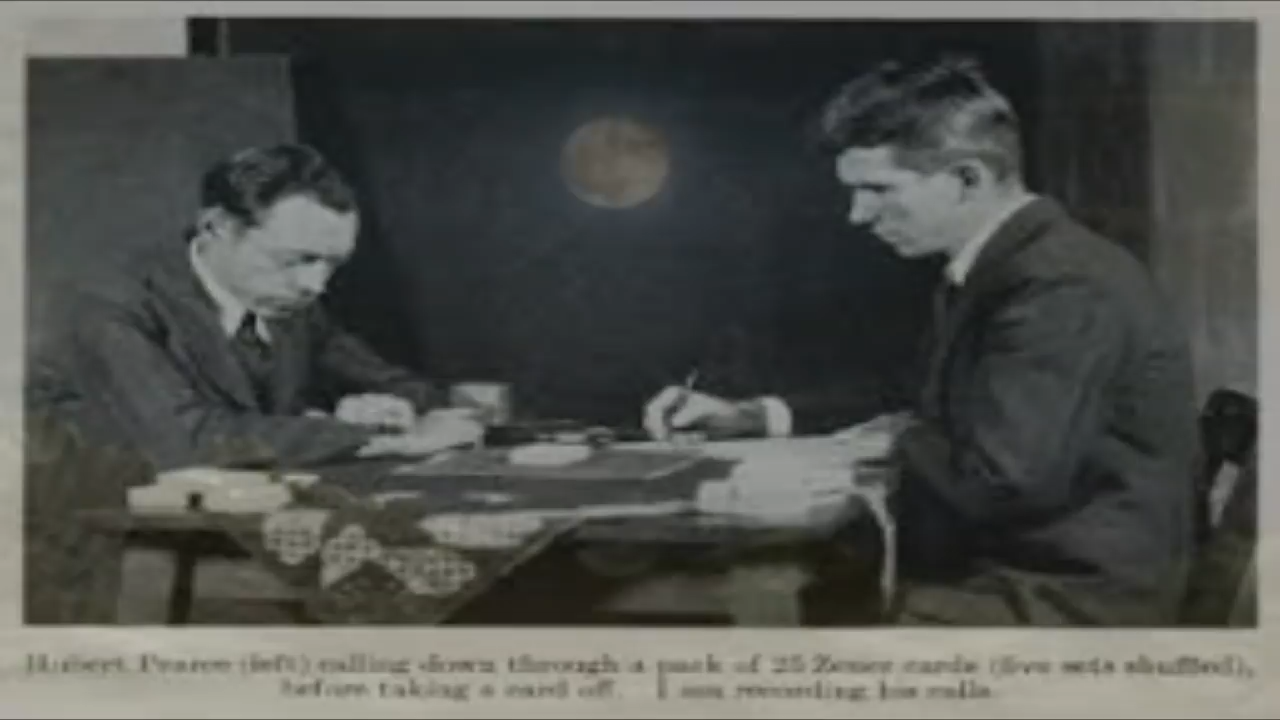 Hubert Pearce (left) calling down through a pack of 25 Zener cards (five sets shuffled),
before taking a card off. I am recording his calls.